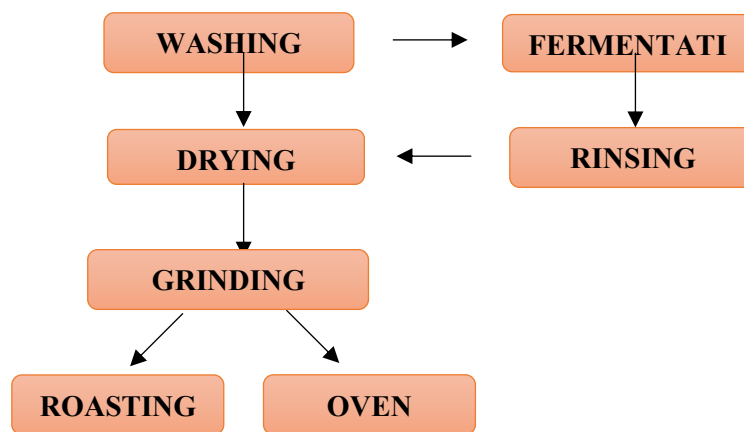 WASHING
FERMENTATI
DRYING
RINSING
GRINDING
ROASTING
OVEN